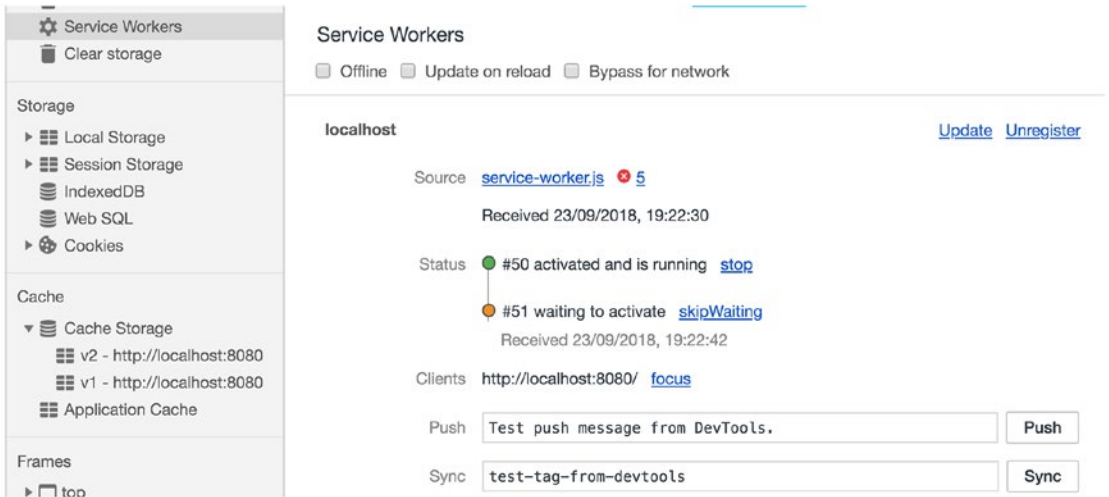 Service Workers
Clear storage
Storage
Local Storage
Session Storage
IndexedDB
Web SQL
Cookies
Cache
Cache Storage
v2 - http://localhost:8080
v1 - http://localhost:8080
Application Cache
Frames
top
Service Workers
Offline Update on reload Bypass for network
localhost Update Unregister
Source service-worker.js 5
Received 23/09/2018, 19:22:30
Status #50 activated and is running stop
#51 waiting to activate skipWaiting
Received 23/09/2018, 19:22:42
Clients http://localhost:8080/ focus
Push Test push message from DevTools. Push
Sync test-tag-from-devtools Sync